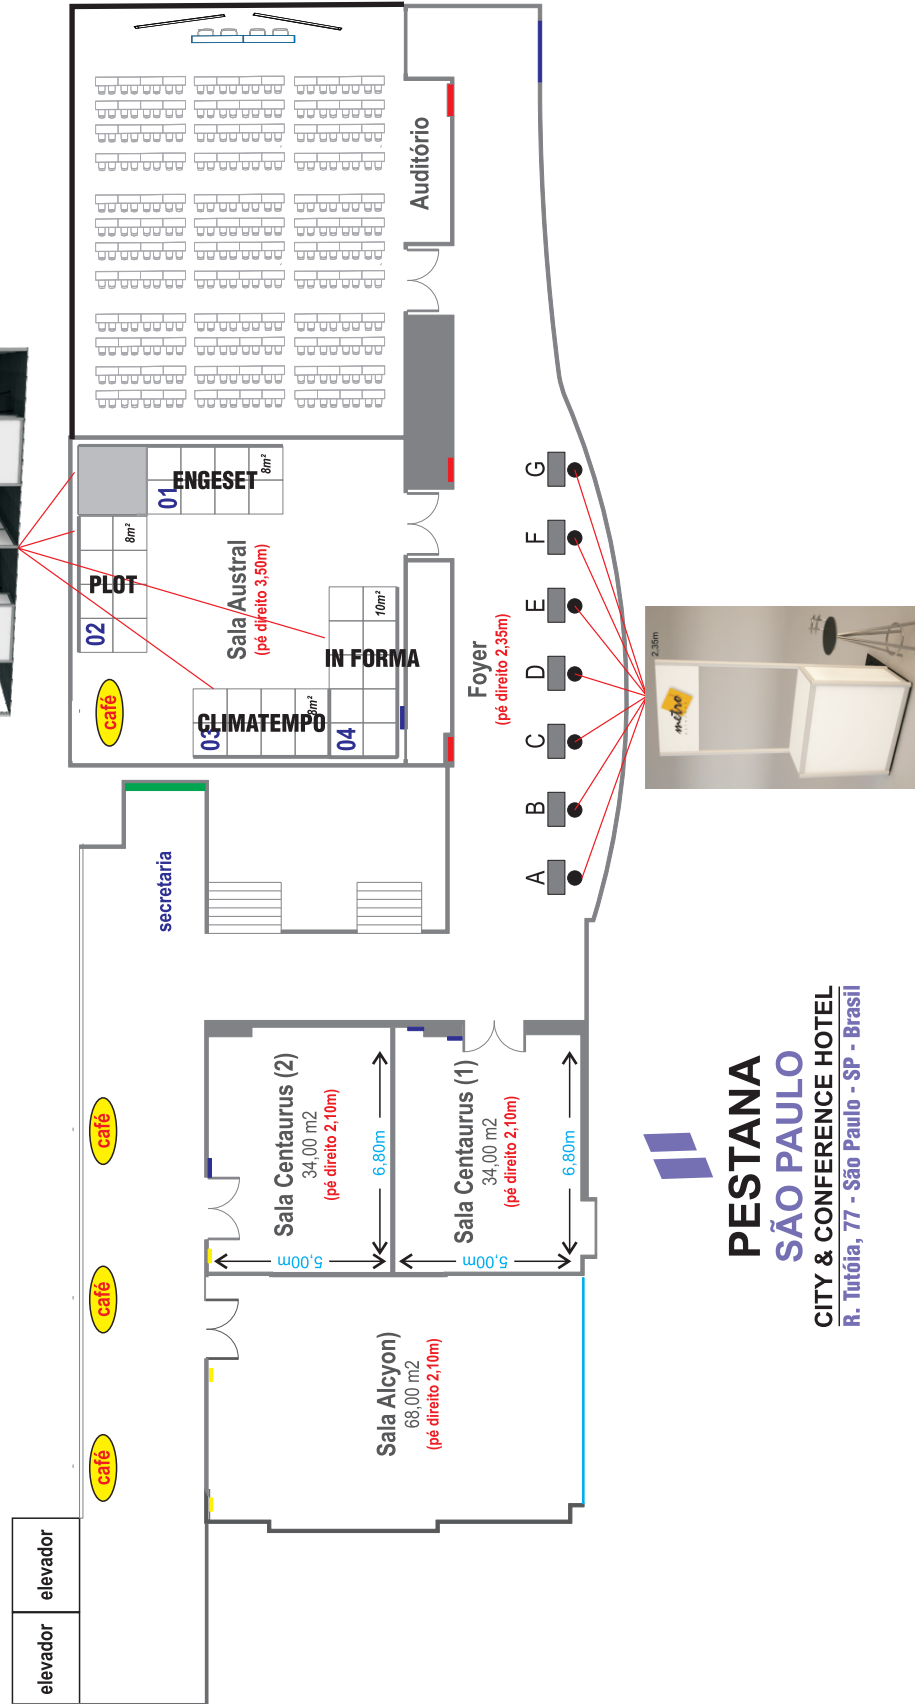 elevador
elevador
café
café
café
café
secretaria
Sala Alcyon)
68,00 m2
(pé direito 2,10m)
Sala Centaurus (2)
34,00 m2
(pé direito 2,10m)
6,80m
5,00m
Sala Centaurus (1)
34,00 m2
(pé direito 2,10m)
6,80m
5,00m
02
PLOT
8m²
01
ENGESET
8m²
Sala Austral
(pé direito 3,50m)
03
CLIMATEMPO
8m²
04
IN FORMA
10m²
Auditório
Foyer
(pé direito 2,35m)
A
B
C
D
E
F
G
2,35m
metro
PESTANA
SÃO PAULO
CITY & CONFERENCE HOTEL
R. Tutóia, 77 - São Paulo - SP - Brasil